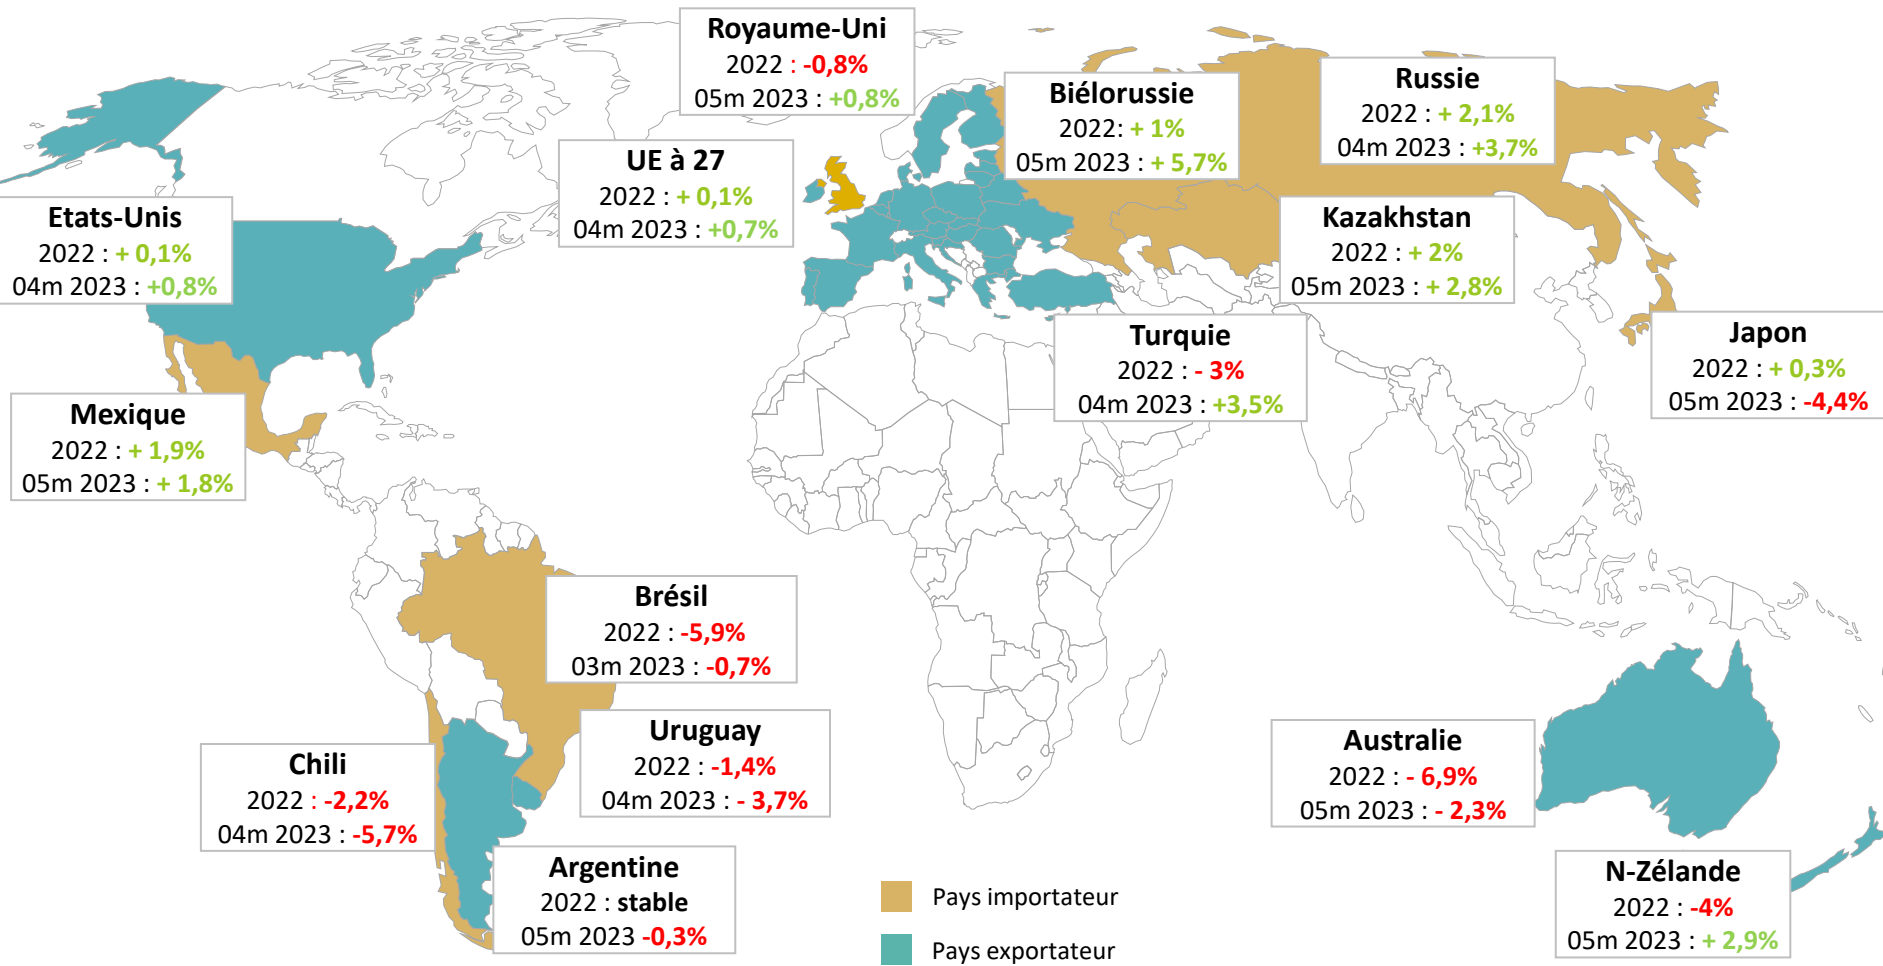 Royaume-Uni
2022 : -0,8%
05m 2023 : +0,8%
Biélorussie
2022: + 1%
05m 2023 : + 5,7%
Russie
2022 : + 2,1%
04m 2023 : +3,7%
UE à 27
2022 : + 0,1%
04m 2023 : +0,7%
Etats-Unis
2022 : + 0,1%
04m 2023 : +0,8%
Kazakhstan
2022 : + 2%
05m 2023 : + 2,8%
Turquie
2022 : - 3%
04m 2023 : +3,5%
Japon
2022 : + 0,3%
05m 2023 : -4,4%
Mexique
2022 : + 1,9%
05m 2023 : + 1,8%
Brésil
2022 : -5,9%
03m 2023 : -0,7%
Uruguay
2022 : -1,4%
04m 2023 : - 3,7%
Chili
2022 : -2,2%
04m 2023 : -5,7%
Australie
2022 : - 6,9%
05m 2023 : - 2,3%
Argentine
2022 : stable
05m 2023 -0,3%
N-Zélande
2022 : -4%
05m 2023 : + 2,9%
Pays importateur
Pays exportateur